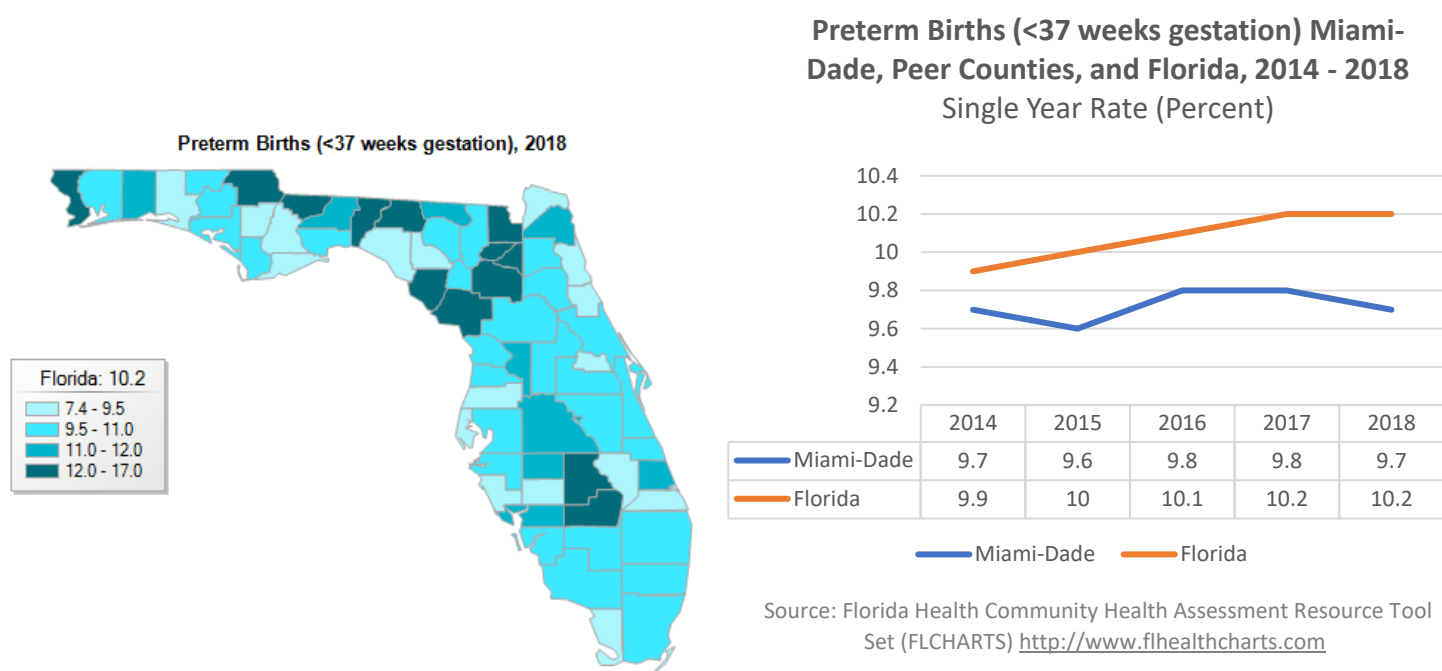 Preterm Births (<37 weeks gestation), 2018
Florida: 10.2
7.4 - 9.5
9.5 - 11.0
11.0 - 12.0
12.0 - 17.0
Preterm Births (<37 weeks gestation) Miami-
Dade, Peer Counties, and Florida, 2014 - 2018
Single Year Rate (Percent)
10.4
10.2
10
9.8
9.6
9.4
9.2
2014 2015 2016 2017 2018
Miami-Dade 9.7 9.6 9.8 9.8 9.7
Florida 9.9 10 10.1 10.2 10.2
Miami-Dade Florida
Source: Florida Health Community Health Assessment Resource Tool
Set (FLCHARTS) http://www.flhealthcharts.com